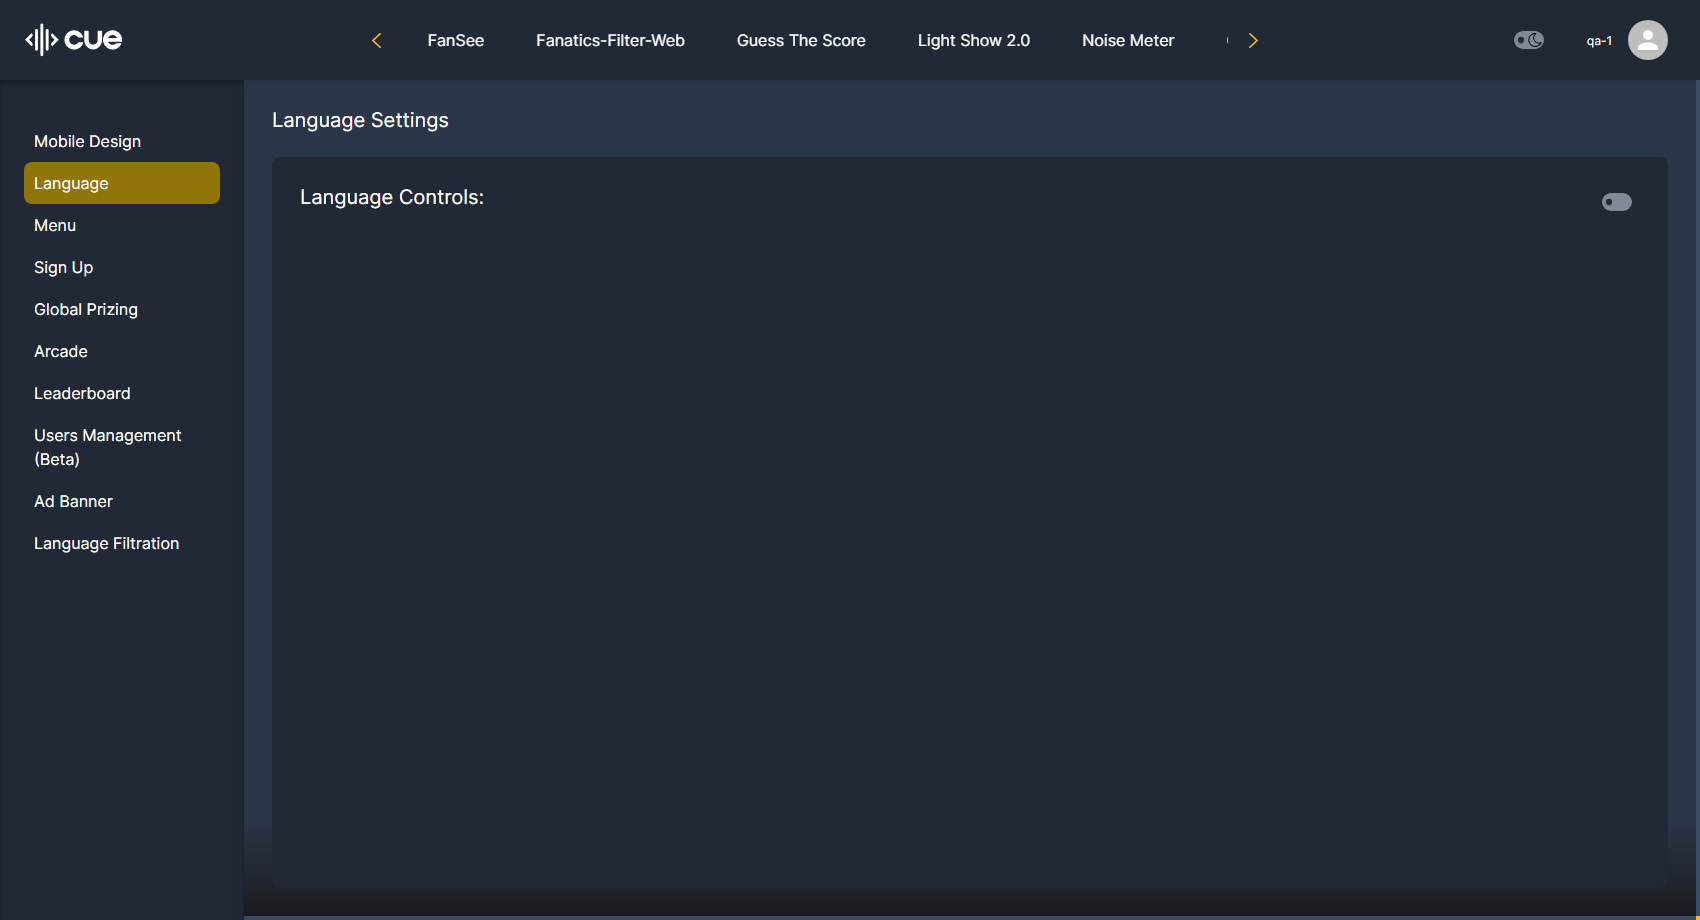 cue
FanSee
Fanatics-Filter-Web
Guess The Score
Light Show 2.0
Noise Meter
qa-1
Mobile Design
Language
Menu
Sign Up
Global Prizing
Arcade
Leaderboard
Users Management
(Beta)
Ad Banner
Language Filtration
Language Settings
Language Controls: